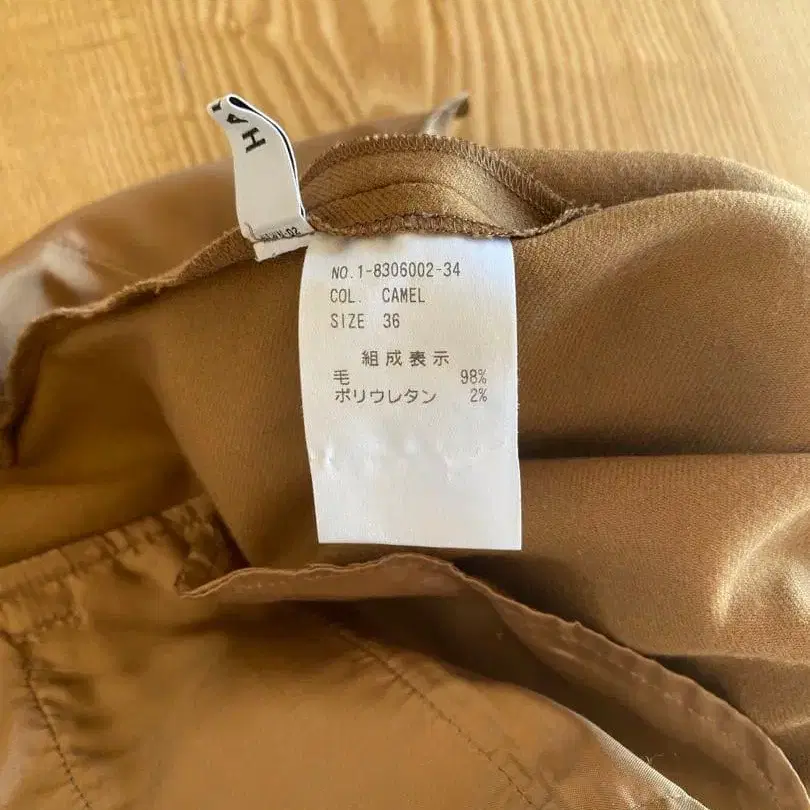 HA
NO.1-8306002-34
COL. CAMEL
SIZE 36
組成表示
毛 98%
ポリウレタン 2%